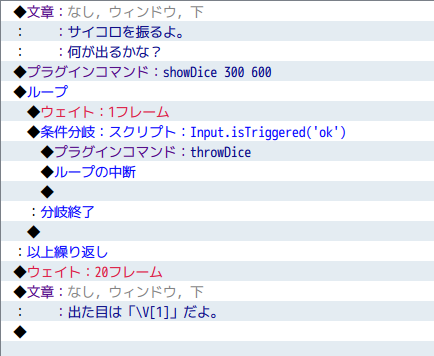 ◆文章：なし, ウィンドウ, 下
：　　：サイコロを振るよ。
：　　：何が出るかな？
◆プラグインコマンド：showDice 300 600
◆ループ
◆ウェイト：1フレーム
◆条件分岐：スクリプト：Input.isTriggered('ok')
◆プラグインコマンド：throwDice
◆ループの中断
◆
：分岐終了
◆
：以上繰り返し
◆ウェイト：20フレーム
◆文章：なし, ウィンドウ, 下
：　　：出た目は「\V[1]」だよ。
◆